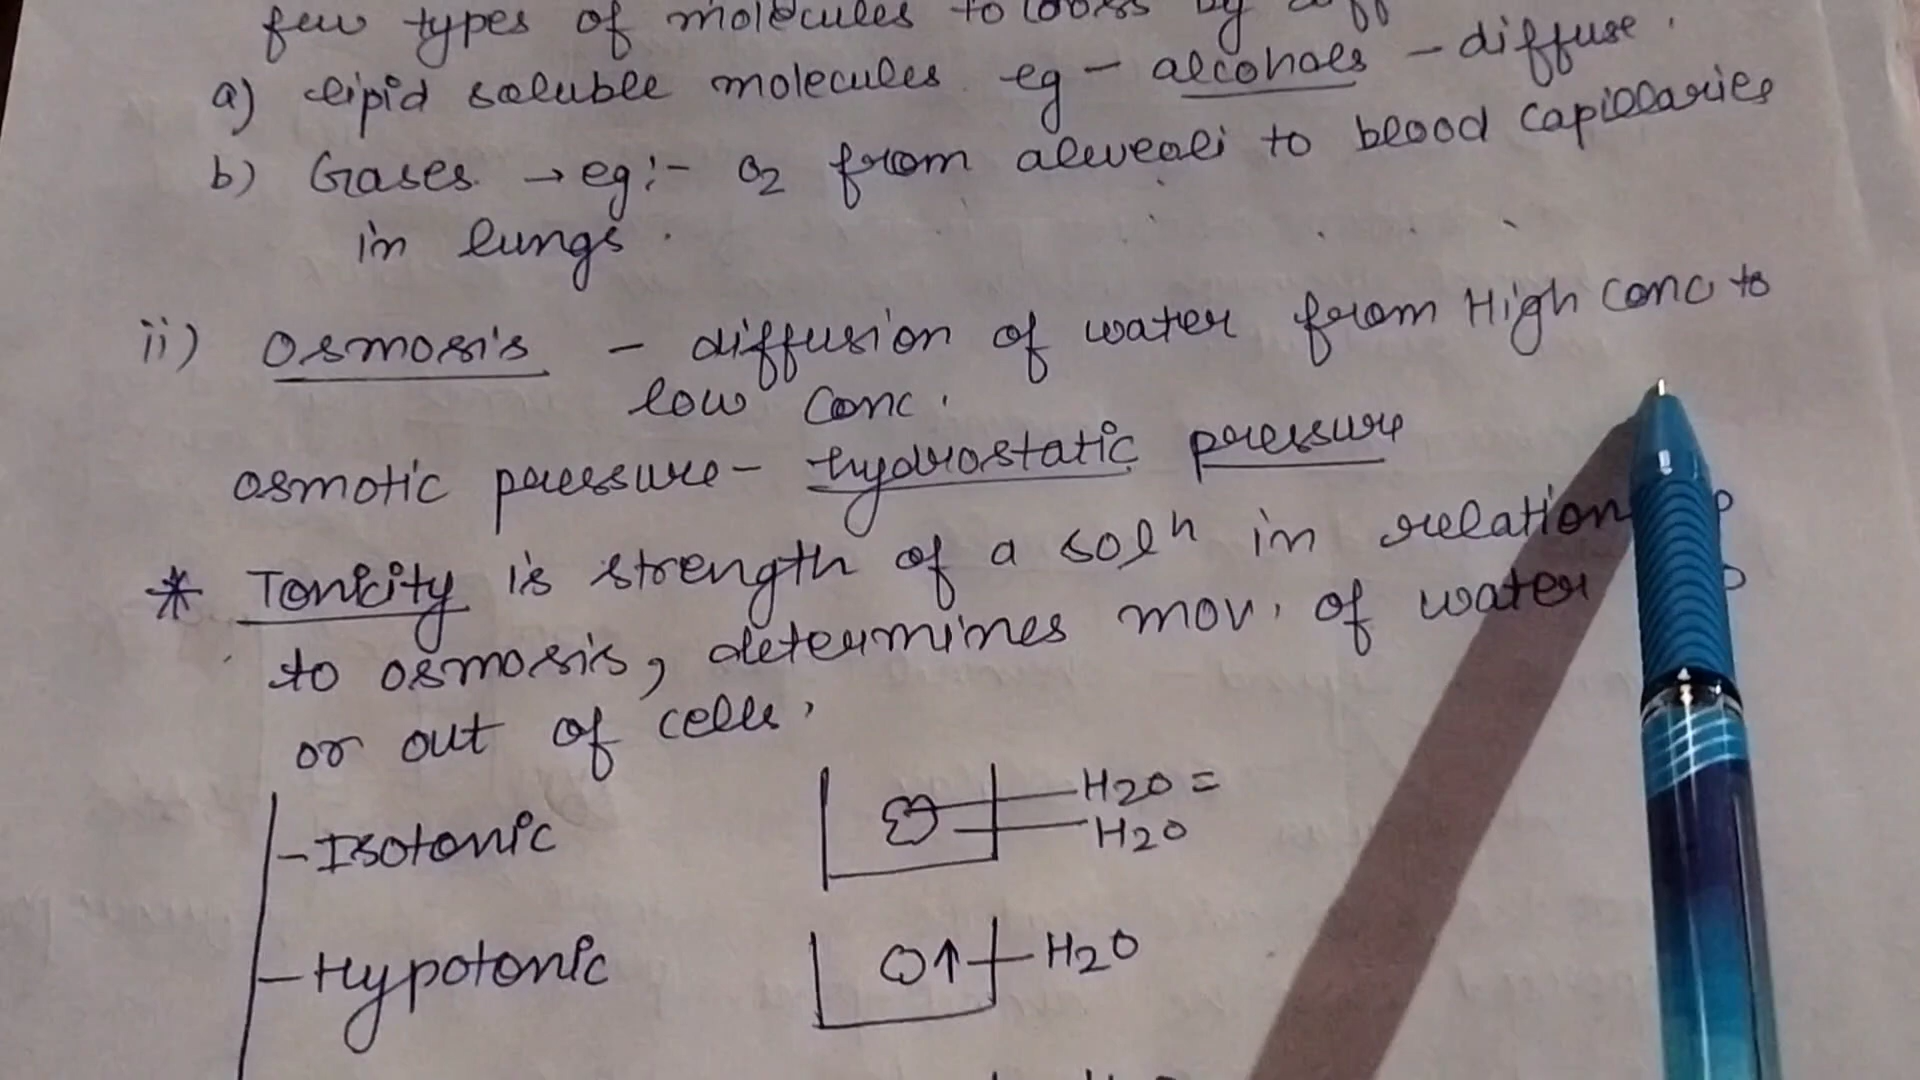 few types of molecules to cross by diff
a) lipid soluble molecules eg - alcohols - diffuse.
b) Gases → eg:- O2 from alveoli to blood capillaries
in lungs.
ii) Osmosis - diffusion of water from High conc to
low conc.
osmotic pressure - hydrostatic pressure
* Tonicity is strength of a solⁿ in relation
to osmosis, determines mov. of water
or out of cells.
- Isotonic
H2O =
H2O
- Hypotonic
↑ H2O